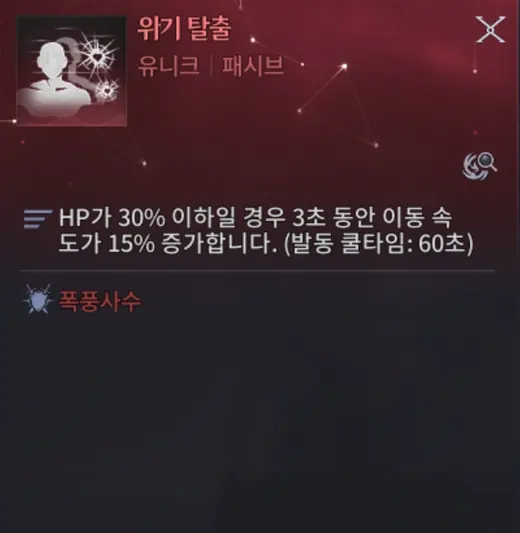 위기 탈출
유니크 | 패시브
HP가 30% 이하일 경우 3초 동안 이동 속
도가 15% 증가합니다. (발동 쿨타임: 60초)
폭풍사수